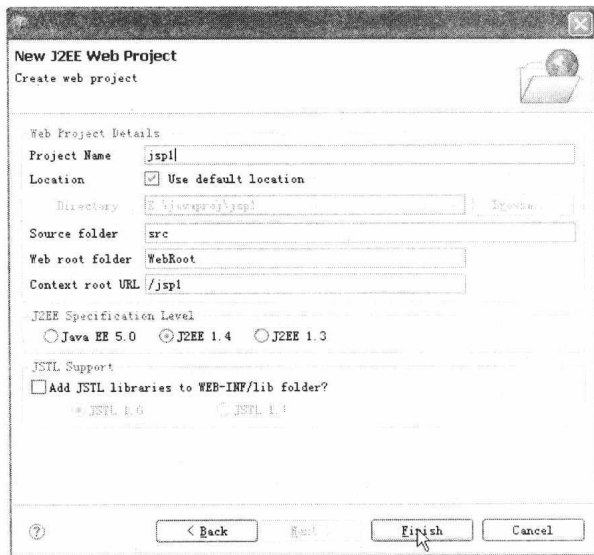 New J2EE Web Project
Create web project
Web Project Details
Project Name jsp1
Location Use default location
Directory E:\javaproj\jsp1 Browse...
Source folder src
Web root folder WebRoot
Context root URL /jsp1
J2EE Specification Level
Java EE 5.0 J2EE 1.4 J2EE 1.3
JSTL Support
Add JSTL libraries to WEB-INF/lib folder?
JSTL 1.0 JSTL 1.1
? < Back Next Finish Cancel